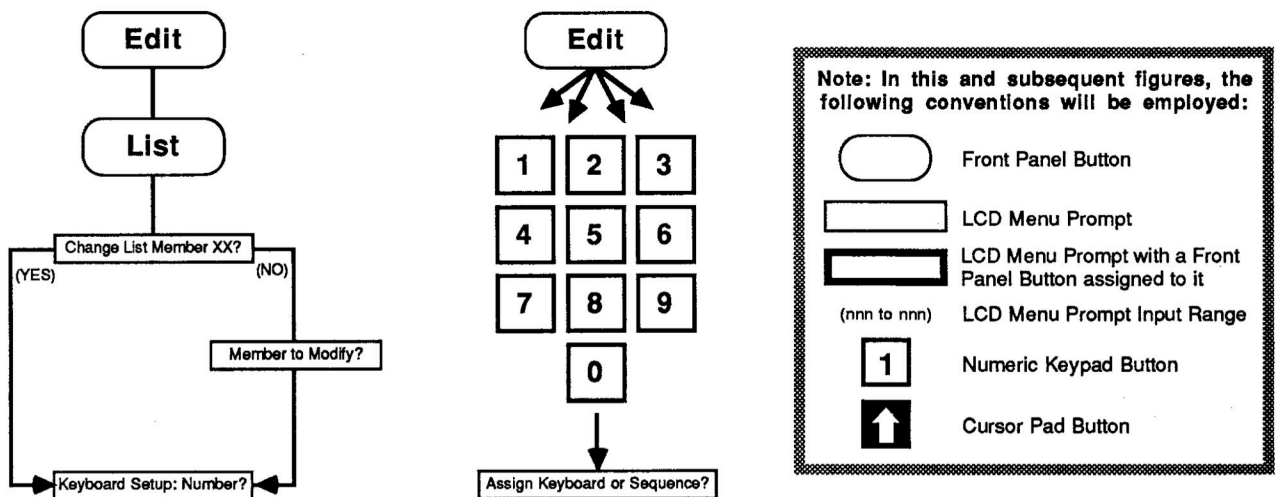 Edit
List
Change List Member XX?
(YES)
(NO)
Member to Modify?
Keyboard Setup: Number?
Edit
1 2 3
4 5 6
7 8 9
0
Assign Keyboard or Sequence?
Note: In this and subsequent figures, the
following conventions will be employed:
Front Panel Button
LCD Menu Prompt
LCD Menu Prompt with a Front
Panel Button assigned to it
(nnn to nnn) LCD Menu Prompt Input Range
1 Numeric Keypad Button
Cursor Pad Button